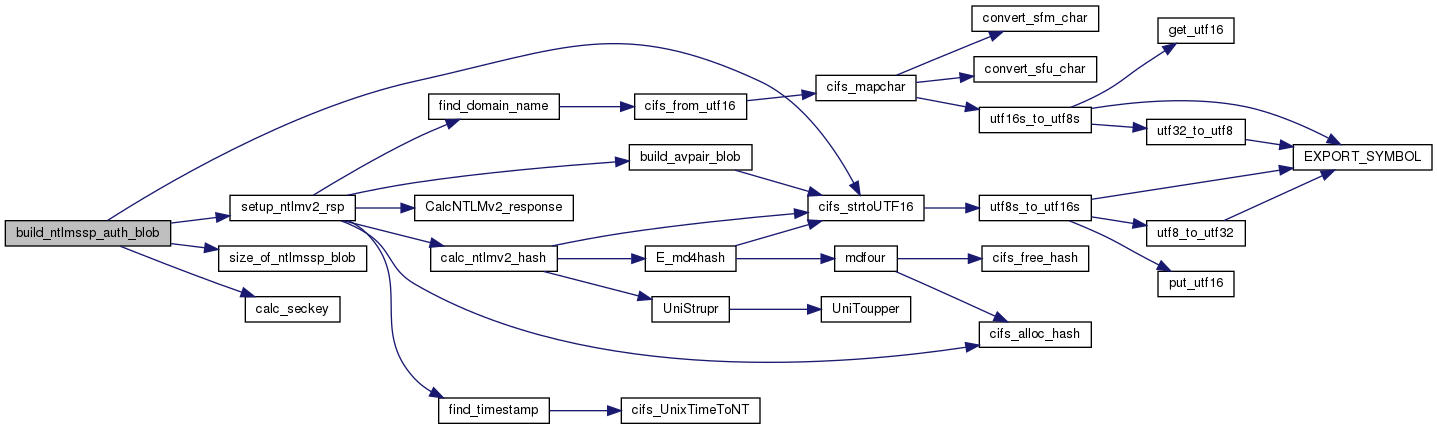 convert_sfm_char
get_utf16
convert_sfu_char
cifs_mapchar
find_domain_name
cifs_from_utf16
utf16s_to_utf8s
utf32_to_utf8
EXPORT_SYMBOL
build_avpair_blob
setup_ntlmv2_rsp
CalcNTLMv2_response
cifs_strtoUTF16
utf8s_to_utf16s
build_ntlmssp_auth_blob
utf8_to_utf32
size_of_ntlmssp_blob
calc_ntlmv2_hash
E_md4hash
mdfour
cifs_free_hash
put_utf16
calc_seckey
UniStrupr
UniToupper
cifs_alloc_hash
find_timestamp
cifs_UnixTimeToNT